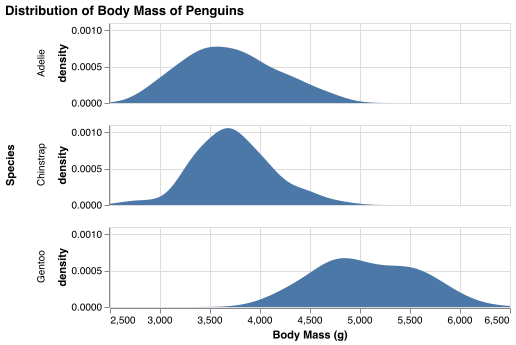 Distribution of Body Mass of Penguins
Species
Adelie
density
0.0010
0.0005
0.0000
Chinstrap
density
0.0010
0.0005
0.0000
Gentoo
density
0.0010
0.0005
0.0000
2,500 3,000 3,500 4,000 4,500 5,000 5,500 6,000 6,500
Body Mass (g)